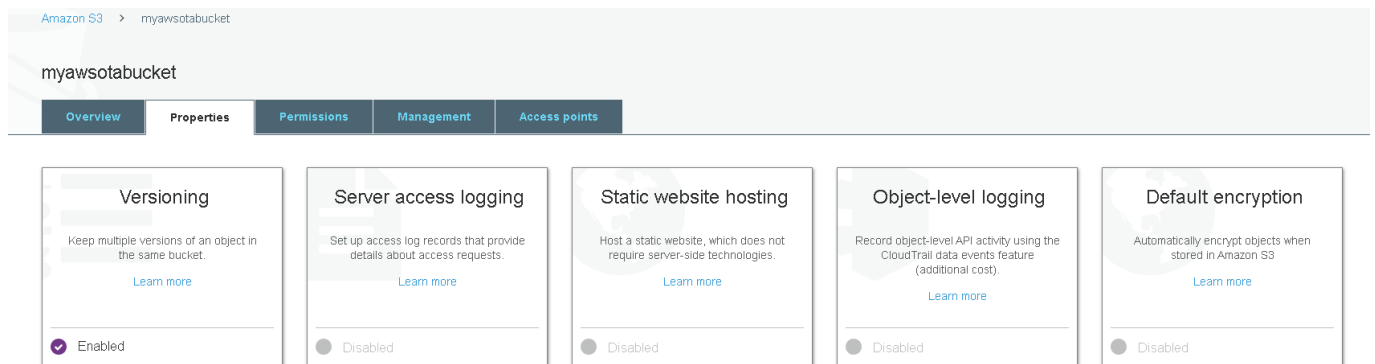 Amazon S3 > myawsotabucket
myawsotabucket
Overview Properties Permissions Management Access points
Versioning
Keep multiple versions of an object in
the same bucket.
Learn more
Enabled
Server access logging
Set up access log records that provide
details about access requests.
Learn more
Disabled
Static website hosting
Host a static website, which does not
require server-side technologies.
Learn more
Disabled
Object-level logging
Record object-level API activity using the
CloudTrail data events feature
(additional cost).
Learn more
Disabled
Default encryption
Automatically encrypt objects when
stored in Amazon S3
Learn more
Disabled